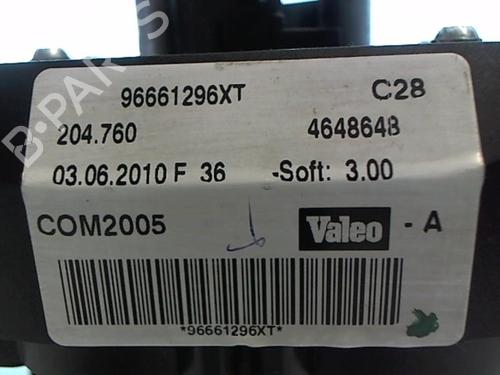 96661296XT C28
204.760 4648648
03.06.2010 F 36 -Soft: 3.00
COM2005 Valeo - A
*96661296XT*